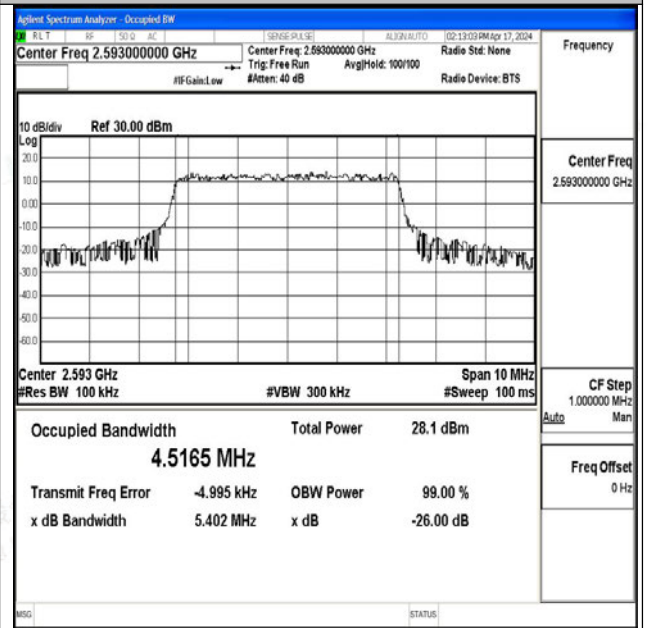 Agilent Spectrum Analyzer - Occupied BW
RLT RF 50 Ω AC SENSE:PULSE ALIGN AUTO 02:13:03 PM Apr 17, 2024
Center Freq 2.593000000 GHz
Center Freq: 2.593000000 GHz
Radio Std: None
Trig: Free Run Avg|Hold: 100/100
#IFGain:Low #Atten: 40 dB Radio Device: BTS
10 dB/div Ref 30.00 dBm
Log
20.0
10.0
0.00
-10.0
-20.0
-30.0
-40.0
-50.0
-60.0
Center 2.593 GHz Span 10 MHz
#Res BW 100 kHz #VBW 300 kHz #Sweep 100 ms
Occupied Bandwidth Total Power 28.1 dBm
4.5165 MHz
Transmit Freq Error -4.995 kHz OBW Power 99.00 %
x dB Bandwidth 5.402 MHz x dB -26.00 dB
MSG STATUS
Frequency
Center Freq
2.593000000 GHz
CF Step
1.000000 MHz
Auto Man
Freq Offset
0 Hz